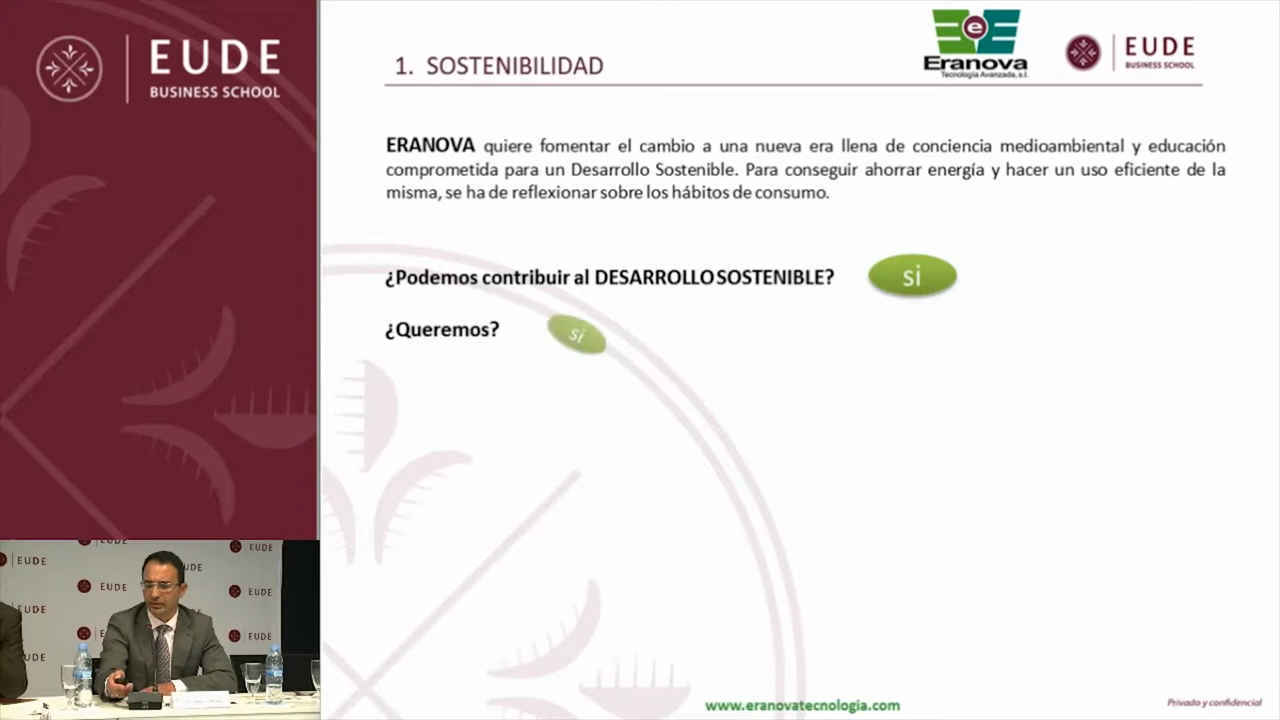 EUDE
BUSINESS SCHOOL
1. SOSTENIBILIDAD
e
Eranova
Tecnología Avanzada, s.l.
EUDE
BUSINESS SCHOOL
ERANOVA quiere fomentar el cambio a una nueva era llena de conciencia medioambiental y educación
comprometida para un Desarrollo Sostenible. Para conseguir ahorrar energía y hacer un uso eficiente de la
misma, se ha de reflexionar sobre los hábitos de consumo.
¿Podemos contribuir al DESARROLLO SOSTENIBLE?
si
¿Queremos?
si
EUDE
EUDE
UDE
EUDE
EUDE
EUDE
UDE
EUDE
www.eranovatecnologia.com
Privado y confidencial